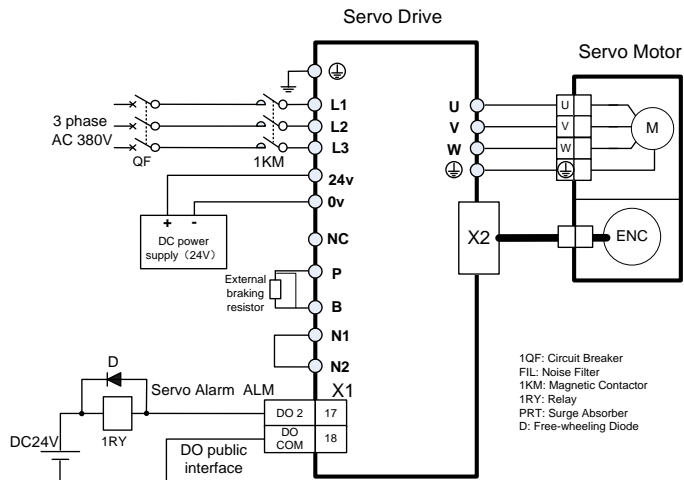 Servo Drive
Servo Motor
L1
L2
L3
3 phase
AC 380V
QF
1KM
24v
0v
+ -
DC power
supply（24V）
NC
P
B
External
braking
resistor
N1
N2
U
V
W
U
V
W
M
X2
ENC
D
Servo Alarm ALM
X1
DO 2
17
DO
COM
18
1RY
DC24V
DO public
interface
1QF: Circuit Breaker
FIL: Noise Filter
1KM: Magnetic Contactor
1RY: Relay
PRT: Surge Absorber
D: Free-wheeling Diode